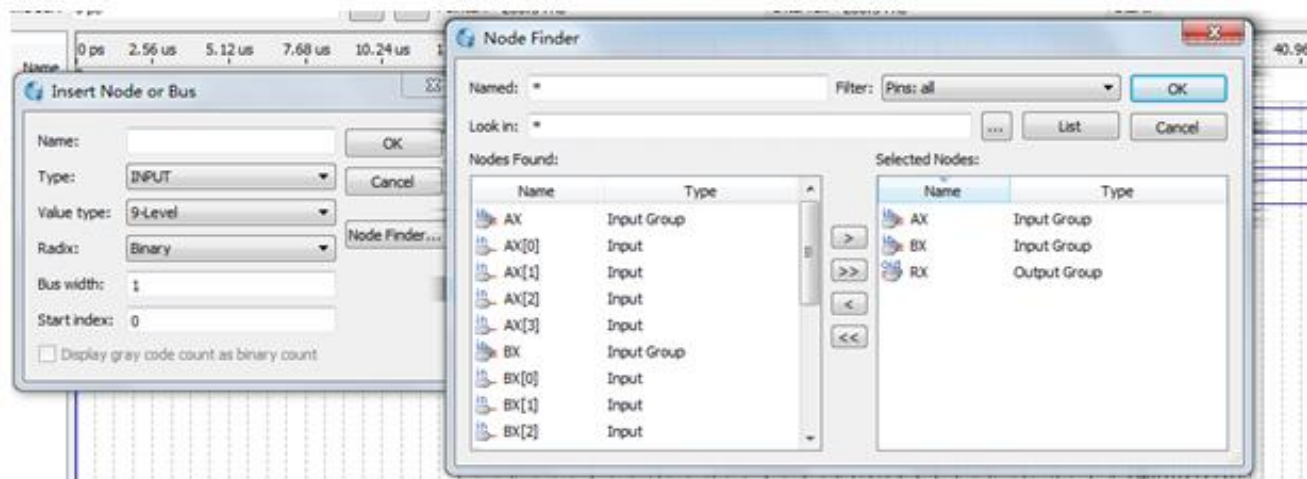 0 ps 2.56 us 5.12 us 7.68 us 10.24 us
40.96
Name
Insert Node or Bus
Name:
OK
Type: INPUT
Cancel
Value type: 9-Level
Radix: Binary
Node Finder...
Bus width: 1
Start index: 0
Display gray code count as binary count
Node Finder
Named: *
Filter: Pins: all
OK
Look in: *
...
List
Cancel
Nodes Found:
Name Type
AX Input Group
AX[0] Input
AX[1] Input
AX[2] Input
AX[3] Input
BX Input Group
BX[0] Input
BX[1] Input
BX[2] Input
>
>>
<
<<
Selected Nodes:
Name Type
AX Input Group
BX Input Group
RX Output Group